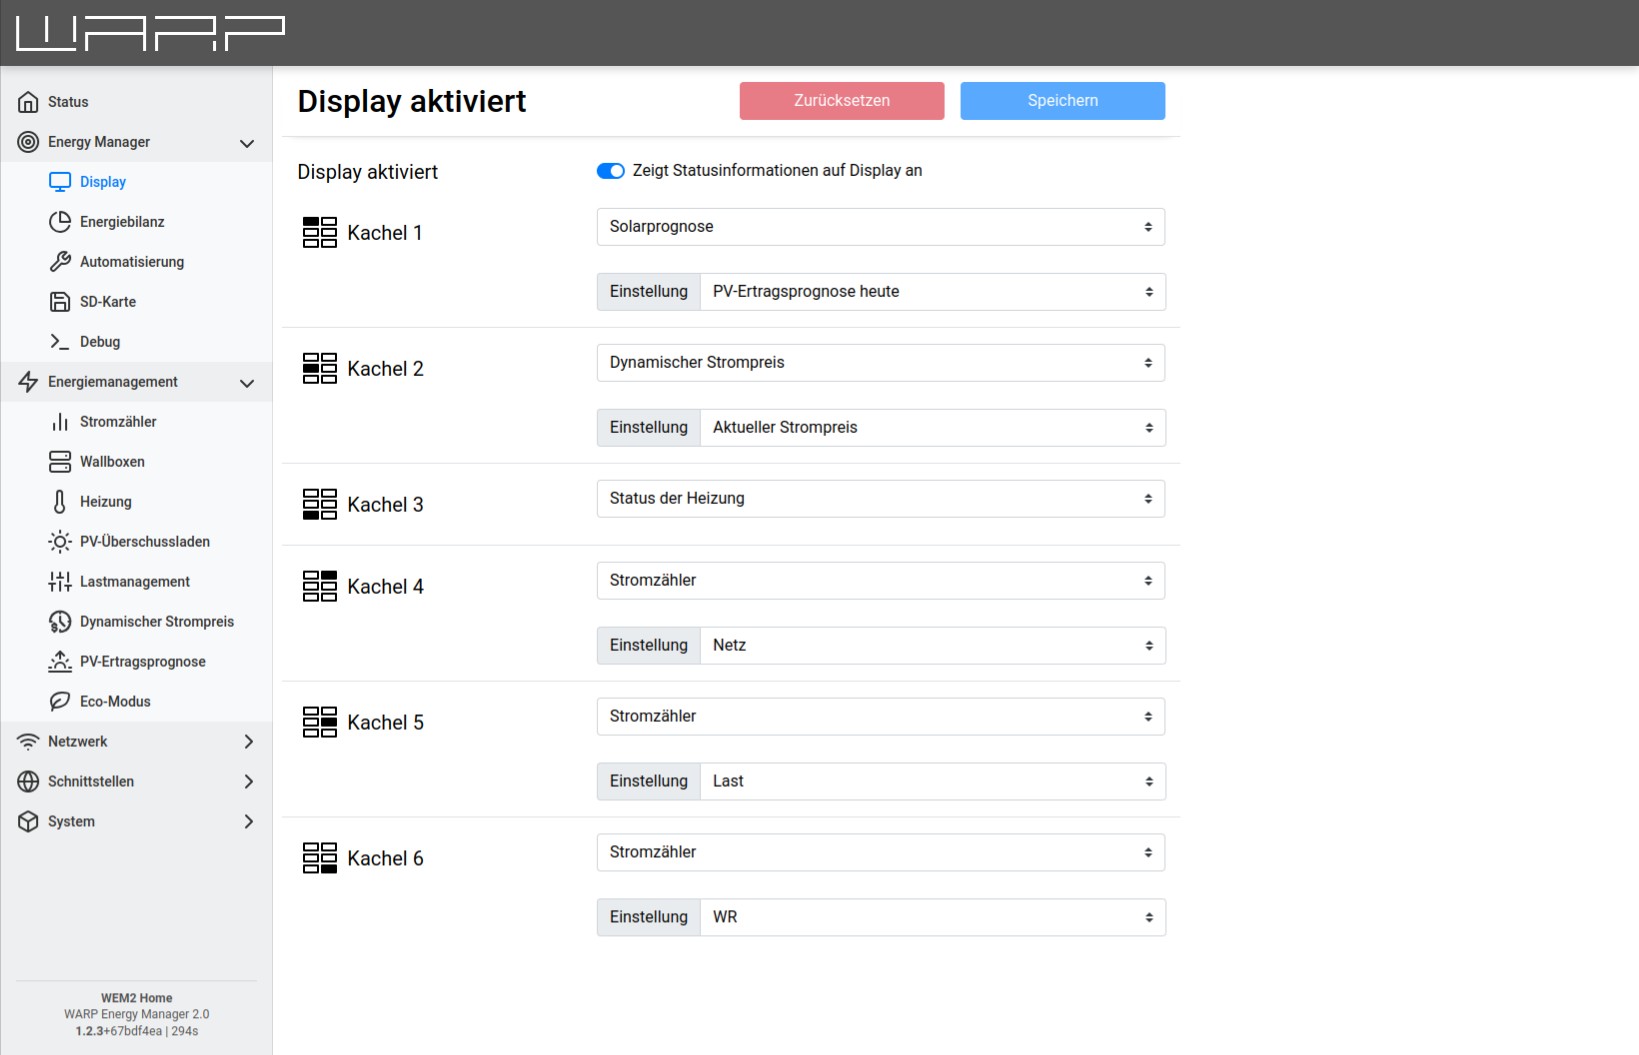 WARP
Status
Energy Manager
Display
Energiebilanz
Automatisierung
SD-Karte
Debug
Energiemanagement
Stromzähler
Wallboxen
Heizung
PV-Überschussladen
Lastmanagement
Dynamischer Strompreis
PV-Ertragsprognose
Eco-Modus
Netzwerk
Schnittstellen
System
WEM2 Home
WARP Energy Manager 2.0
1.2.3+67bdf4ea | 294s
Display aktiviert
Zurücksetzen
Speichern
Display aktiviert
Zeigt Statusinformationen auf Display an
Kachel 1
Solarprognose
Einstellung
PV-Ertragsprognose heute
Kachel 2
Dynamischer Strompreis
Einstellung
Aktueller Strompreis
Kachel 3
Status der Heizung
Kachel 4
Stromzähler
Einstellung
Netz
Kachel 5
Stromzähler
Einstellung
Last
Kachel 6
Stromzähler
Einstellung
WR